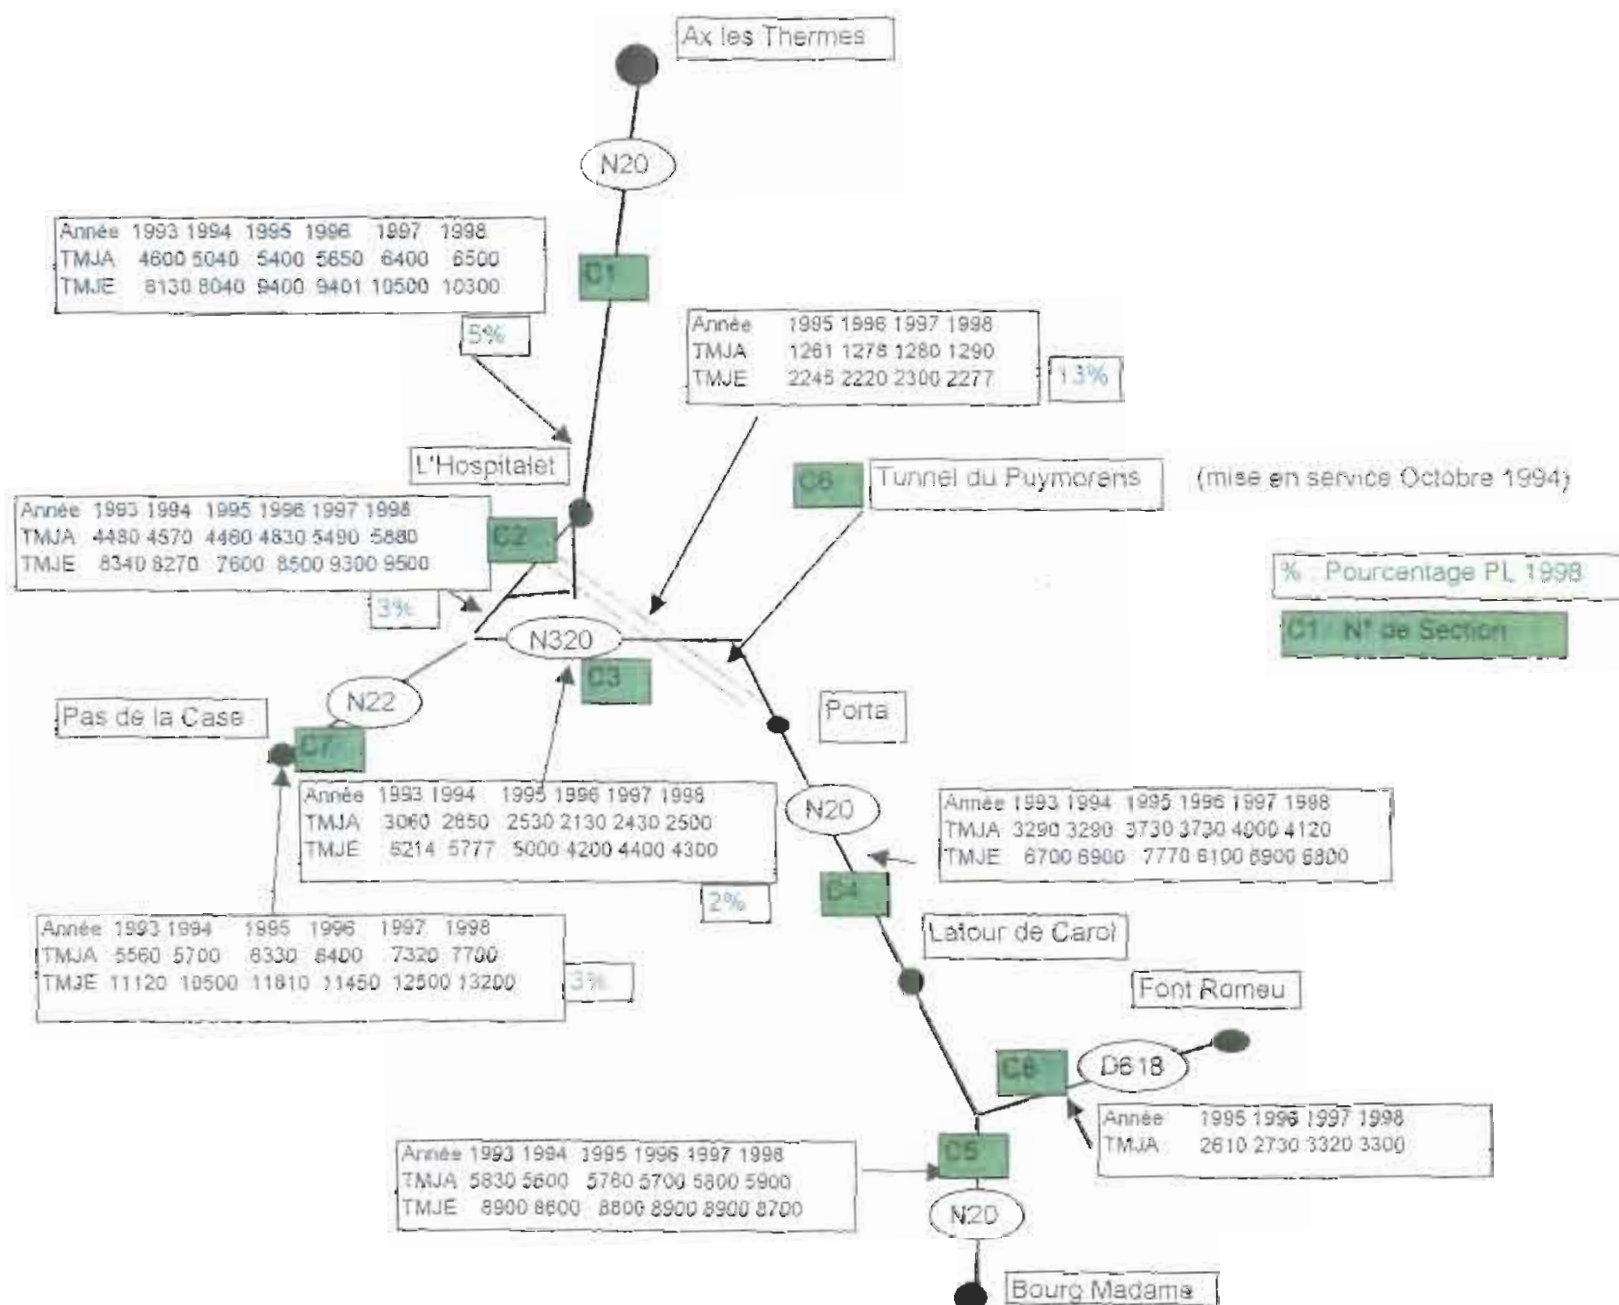 Ax les Thermes
N20
Année 1993 1994 1995 1996 1997 1998
TMJA 4600 5040 5400 5650 6400 6500
TMJE 8130 8040 9400 9401 10500 10300
C1
5%
Année 1995 1996 1997 1998
TMJA 1261 1278 1280 1290
TMJE 2245 2220 2300 2277
13%
L'Hospitalet
C6
Tunnel du Puymorens
(mise en service Octobre 1994)
Année 1993 1994 1995 1996 1997 1998
TMJA 4480 4570 4460 4830 5490 5880
TMJE 8340 8270 7600 8500 9300 9500
C2
% : Pourcentage PL 1998
3%
C1 : N° de Section
N320
C3
N22
Pas de la Case
Porta
C7
Année 1993 1994 1995 1996 1997 1998
TMJA 3060 2850 2530 2130 2430 2500
TMJE 6214 5777 5000 4200 4400 4300
N20
Année 1993 1994 1995 1996 1997 1998
TMJA 3290 3290 3730 3730 4000 4120
TMJE 6700 6900 7770 6100 6900 6800
2%
C4
Année 1993 1994 1995 1996 1997 1998
TMJA 5560 5700 6330 6400 7320 7700
TMJE 11120 10500 11810 11450 12500 13200
3%
Latour de Carol
Font Romeu
C8
D618
Année 1995 1996 1997 1998
TMJA 2610 2730 3320 3300
Année 1993 1994 1995 1996 1997 1998
TMJA 5830 5600 5760 5700 5800 5900
TMJE 8900 8600 8800 8900 8900 8700
C5
N20
Bourg Madame